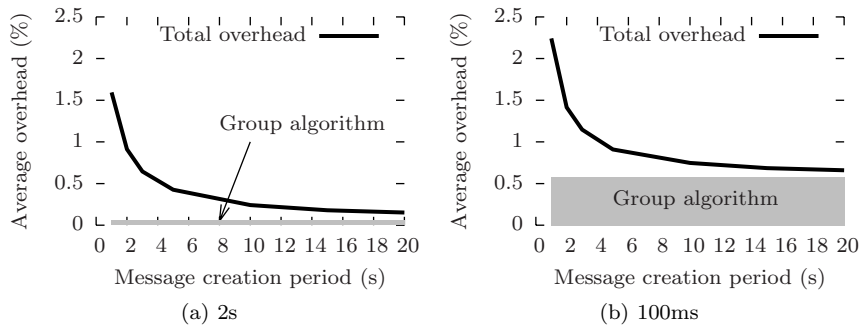 Average overhead (%)
2.5
2
1.5
1
0.5
0
Total overhead
Group algorithm
0 2 4 6 8 10 12 14 16 18 20
Message creation period (s)
(a) 2s
Average overhead (%)
2.5
2
1.5
1
0.5
0
Total overhead
Group algorithm
0 2 4 6 8 10 12 14 16 18 20
Message creation period (s)
(b) 100ms